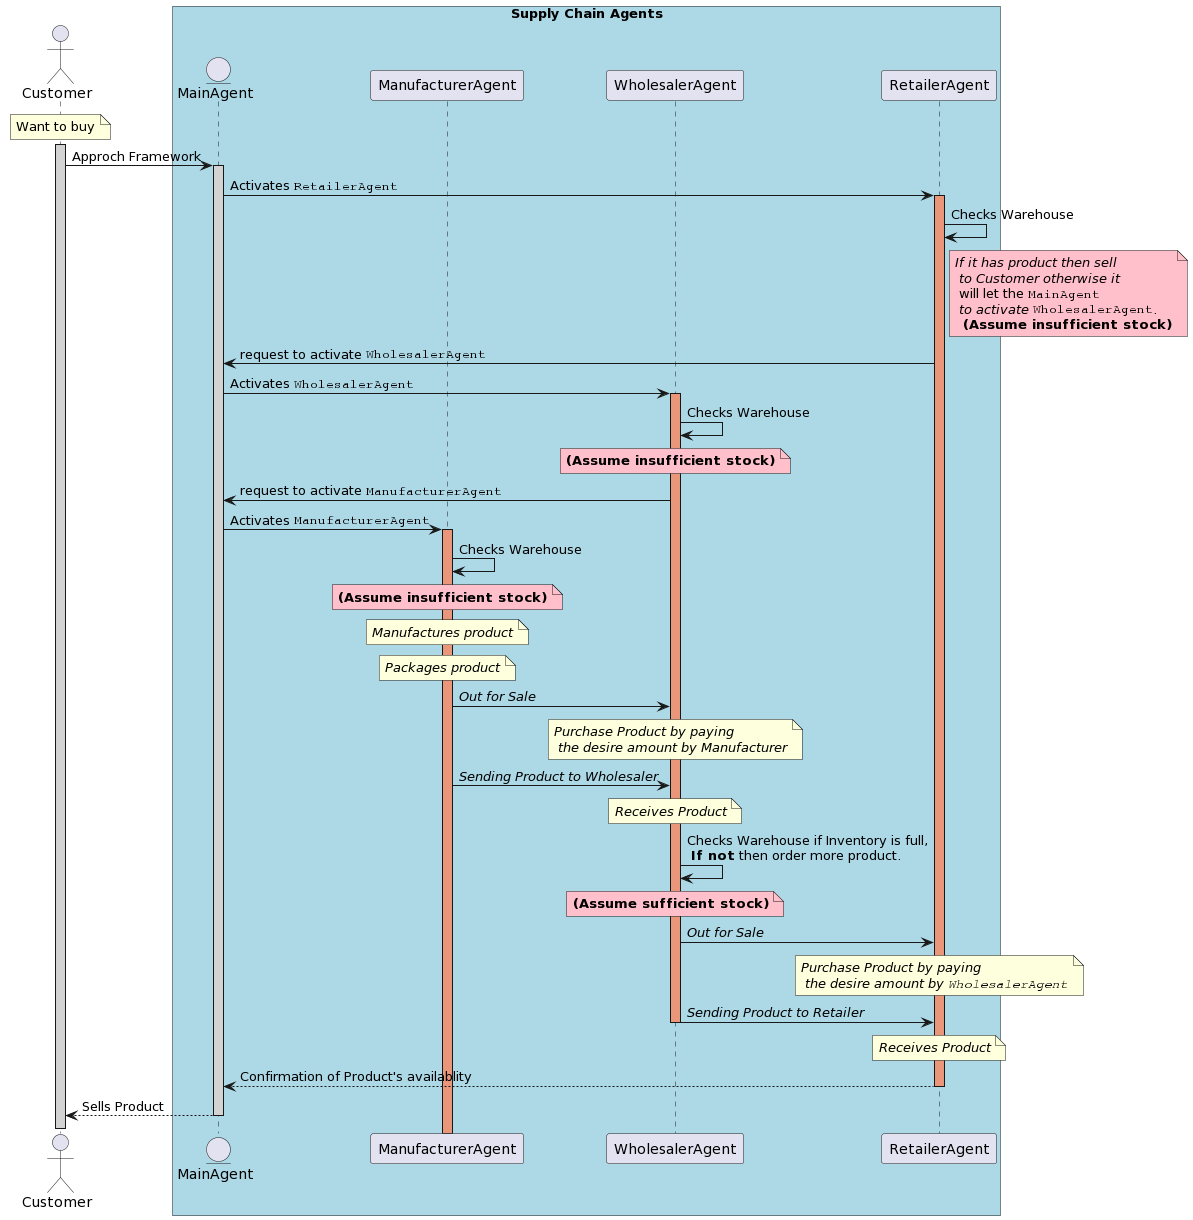 Supply Chain Agents
Customer
MainAgent
ManufacturerAgent
WholesalerAgent
RetailerAgent
Want to buy
Approch Framework
Activates RetailerAgent
Checks Warehouse
If it has product then sell
to Customer otherwise it
will let the MainAgent
to activate WholesalerAgent.
(Assume insufficient stock)
request to activate WholesalerAgent
Activates WholesalerAgent
Checks Warehouse
(Assume insufficient stock)
request to activate ManufacturerAgent
Activates ManufacturerAgent
Checks Warehouse
(Assume insufficient stock)
Manufactures product
Packages product
Out for Sale
Purchase Product by paying
the desire amount by Manufacturer
Sending Product to Wholesaler
Receives Product
Checks Warehouse if Inventory is full,
If not then order more product.
(Assume sufficient stock)
Out for Sale
Purchase Product by paying
the desire amount by WholesalerAgent
Sending Product to Retailer
Receives Product
Confirmation of Product's availablity
Sells Product
Customer
MainAgent
ManufacturerAgent
WholesalerAgent
RetailerAgent